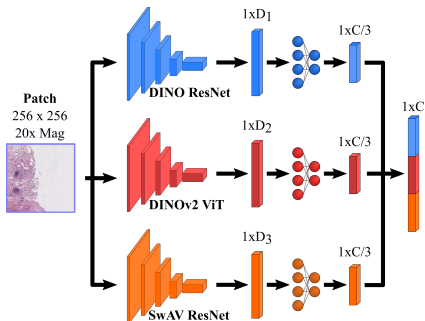 1xD1
1xC/3
DINO ResNet
Patch
256 x 256
20x Mag
1xD2
1xC/3
1xC
DINOv2 ViT
1xD3
1xC/3
SwAV ResNet